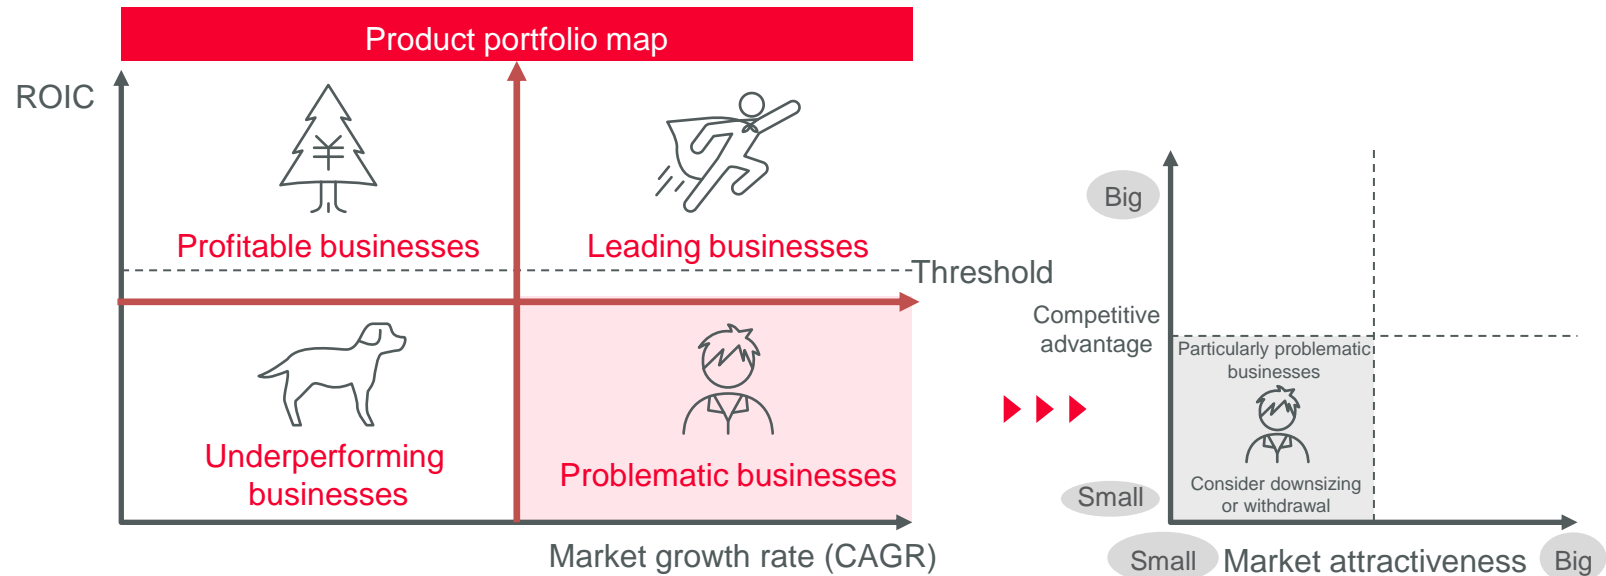 Product portfolio map
ROIC
¥
Profitable businesses
Leading businesses
Threshold
Underperforming
businesses
Problematic businesses
Market growth rate (CAGR)
Big
Competitive
advantage
Particularly problematic
businesses
Consider downsizing
or withdrawal
Small
Small
Market attractiveness
Big